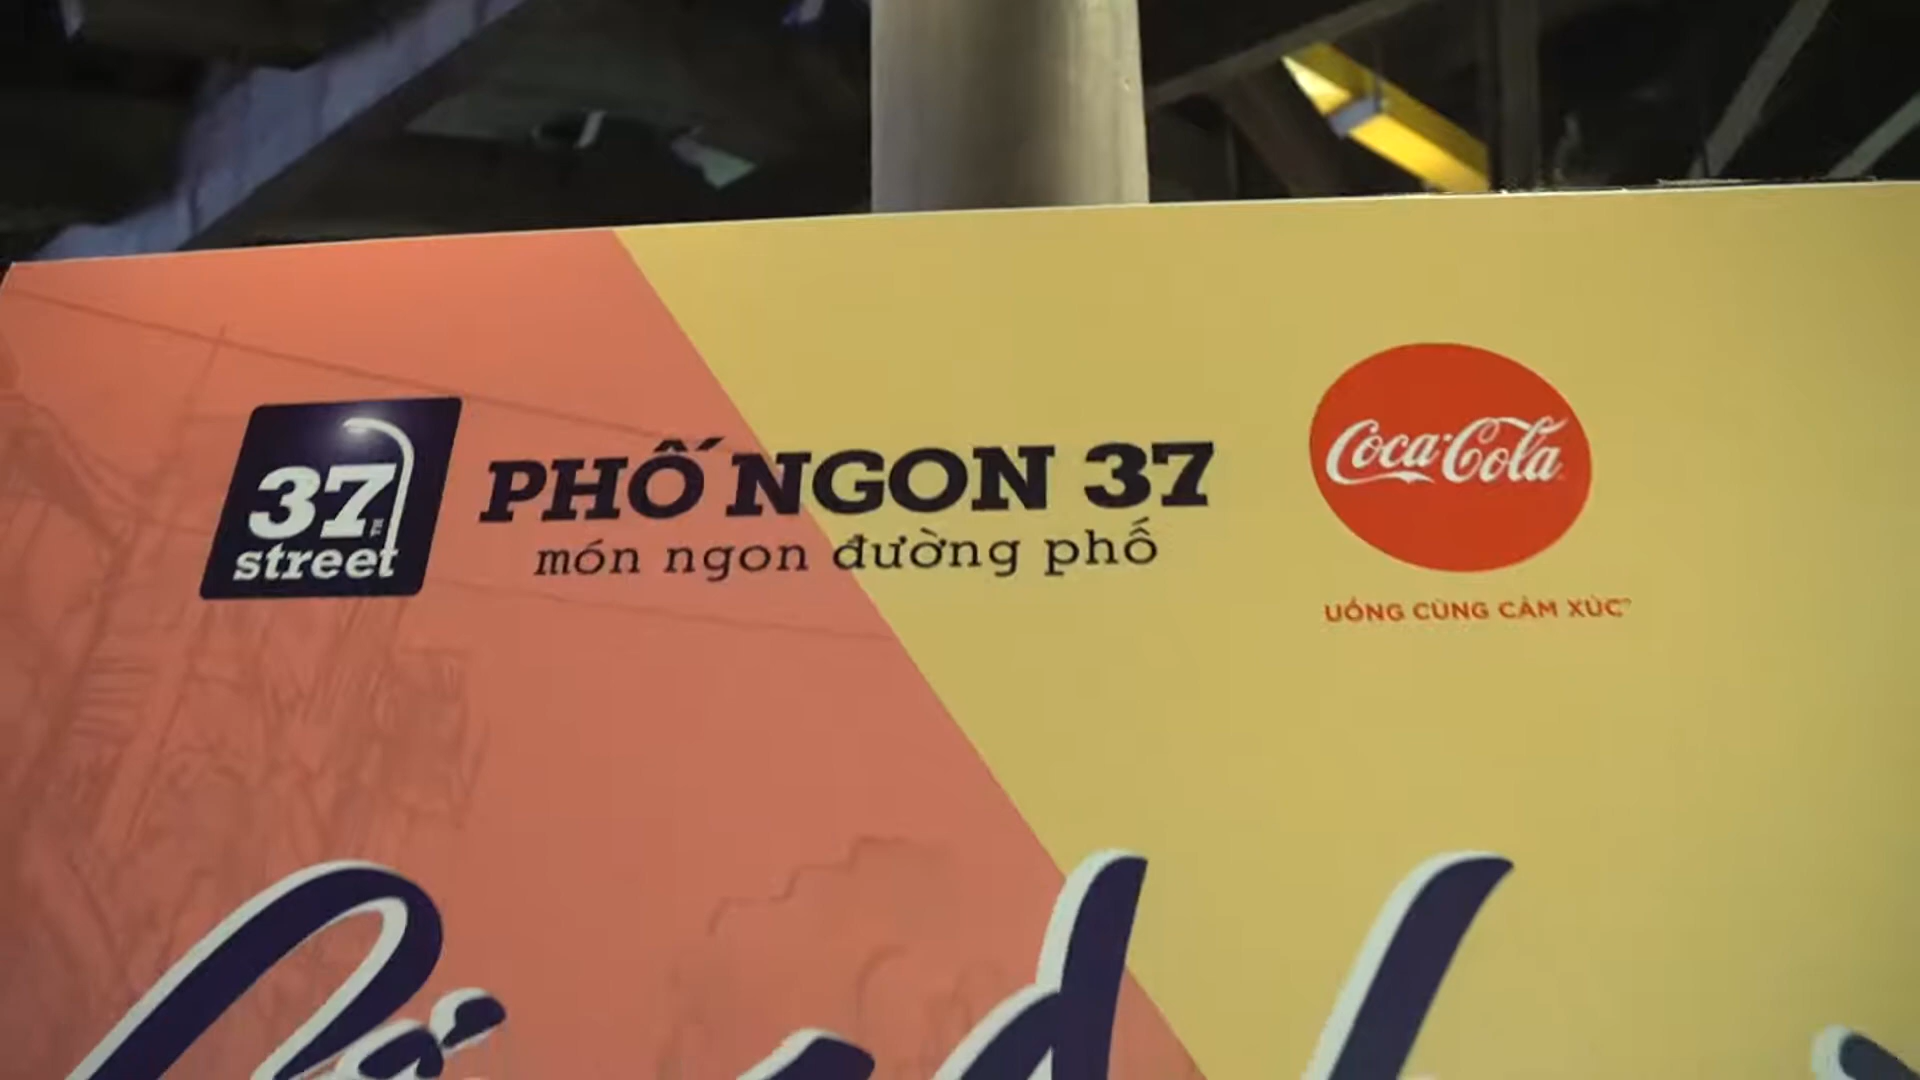 37
street
PHỐ NGON 37
món ngon đường phố
Coca-Cola
UỐNG CÙNG CẢM XÚC